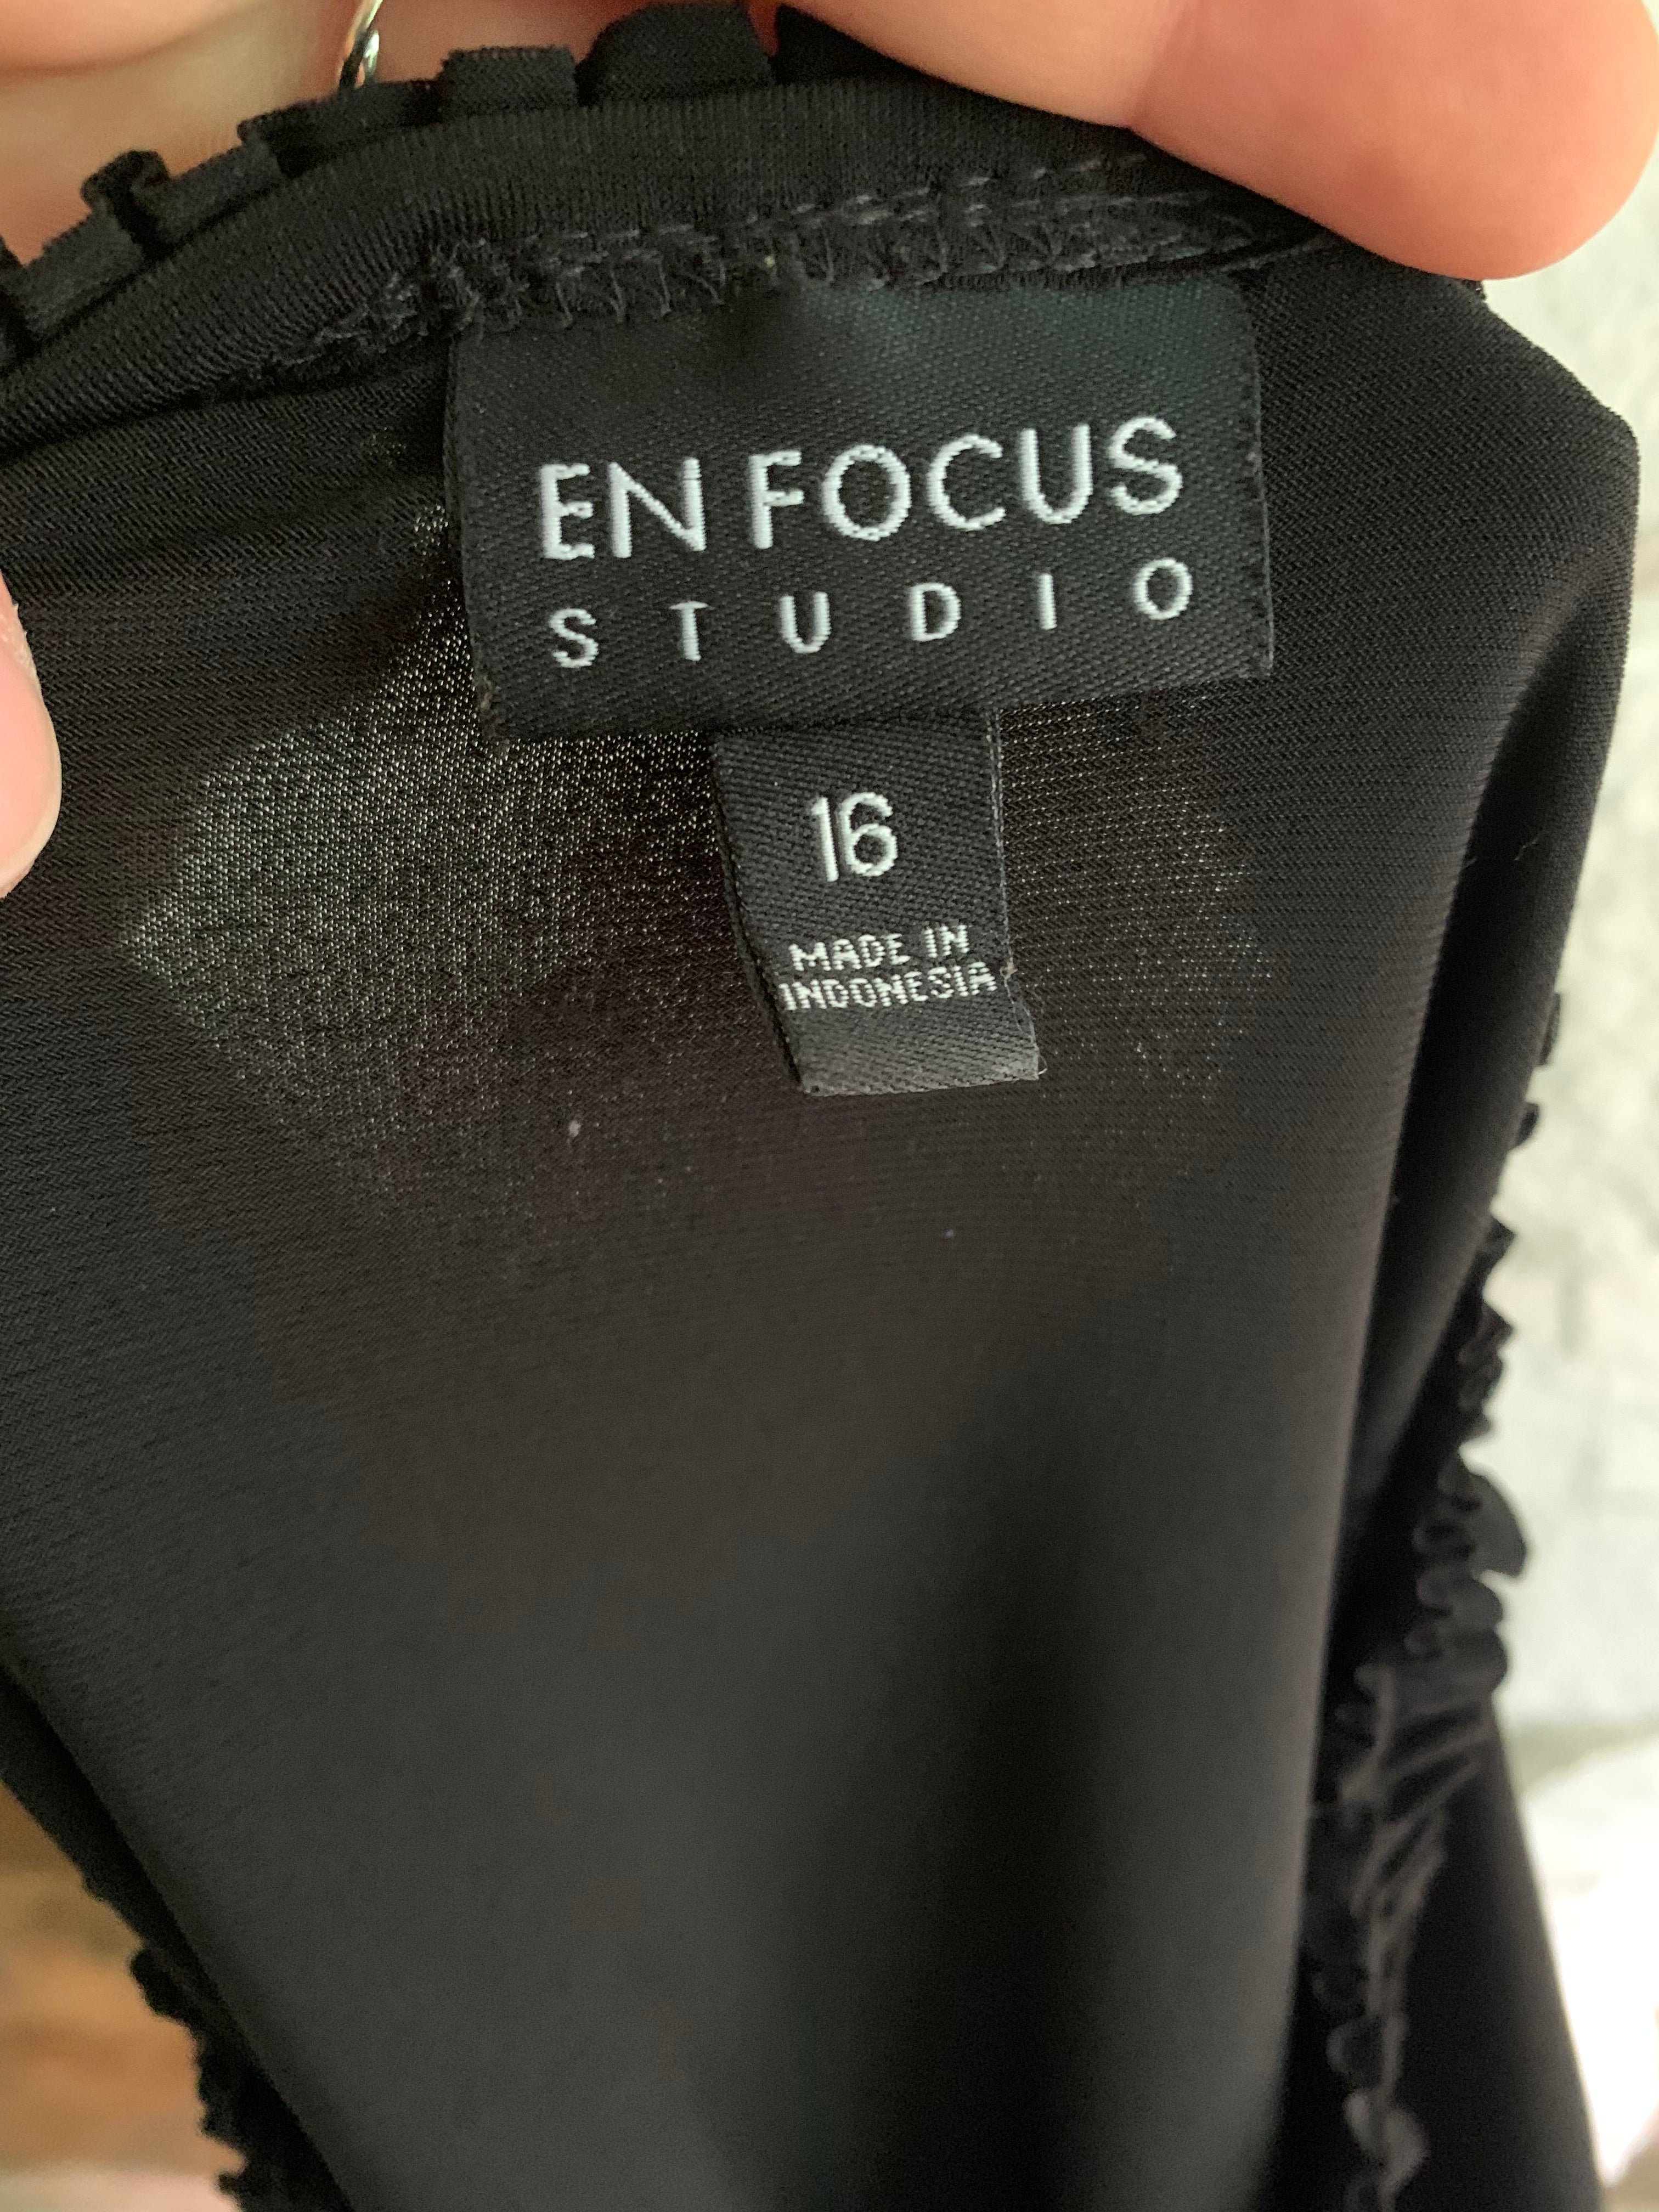 EN FOCUS
STUDIO
16
MADE IN
INDONESIA